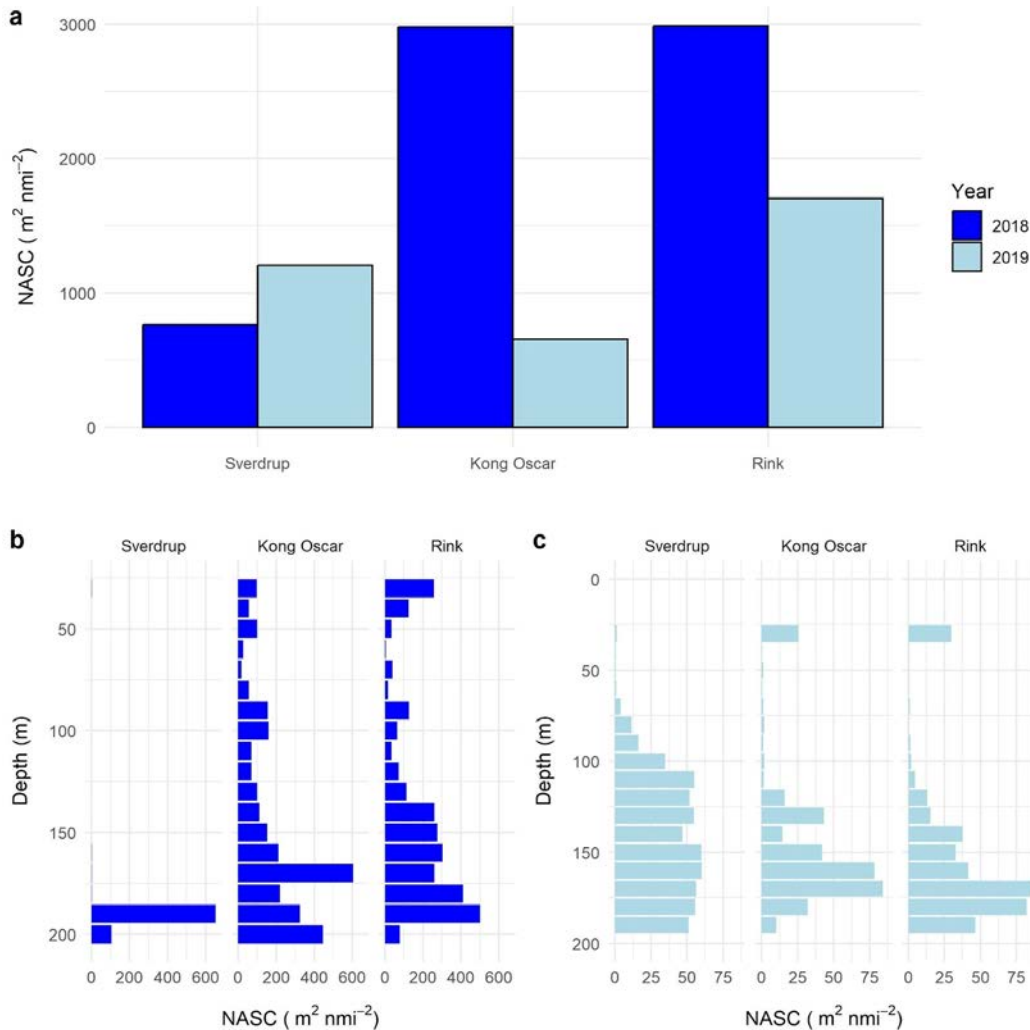 a
3000
2000
1000
0
NASC ( m² nmi⁻²)
Sverdrup Kong Oscar Rink
Year
2018
2019
b
Sverdrup Kong Oscar Rink
50
100
150
200
Depth (m)
0 200 400 600 0 200 400 600 0 200 400 600
NASC ( m² nmi⁻²)
c
Sverdrup Kong Oscar Rink
0
50
100
150
200
Depth (m)
0 25 50 75 0 25 50 75 0 25 50 75
NASC ( m² nmi⁻²)